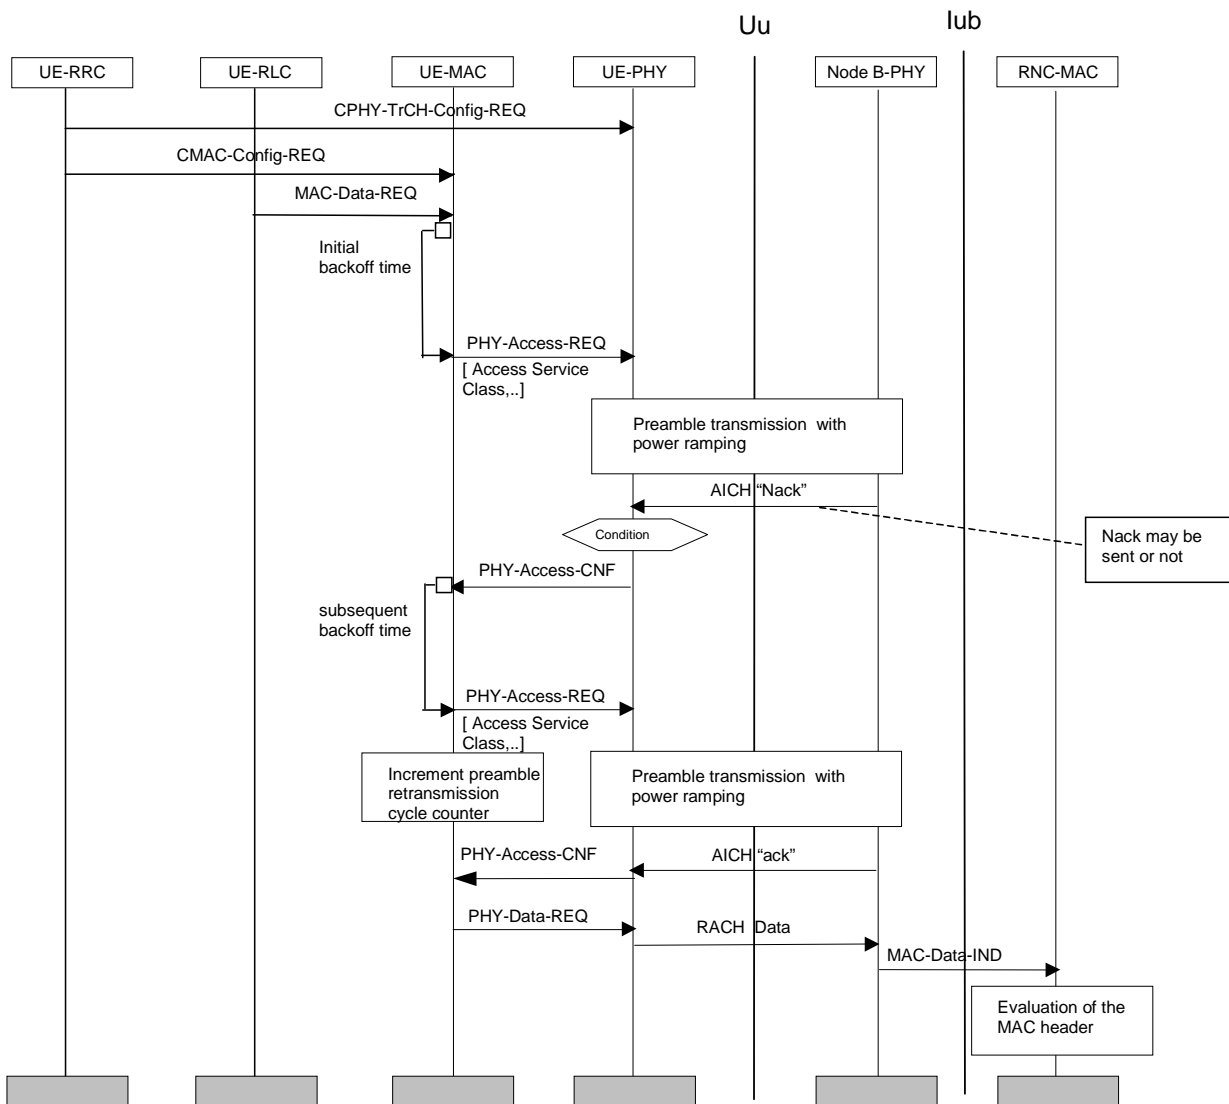 Uu
Iub
UE-RRC
UE-RLC
UE-MAC
UE-PHY
Node B-PHY
RNC-MAC
CPHY-TrCH-Config-REQ
CMAC-Config-REQ
MAC-Data-REQ
Initial
backoff time
PHY-Access-REQ
[ Access Service
Class,..]
Preamble transmission with
power ramping
AICH “Nack”
Condition
Nack may be
sent or not
PHY-Access-CNF
subsequent
backoff time
PHY-Access-REQ
[ Access Service
Class,..]
Increment preamble
retransmission
cycle counter
Preamble transmission with
power ramping
PHY-Access-CNF
AICH “ack”
PHY-Data-REQ
RACH Data
MAC-Data-IND
Evaluation of the
MAC header